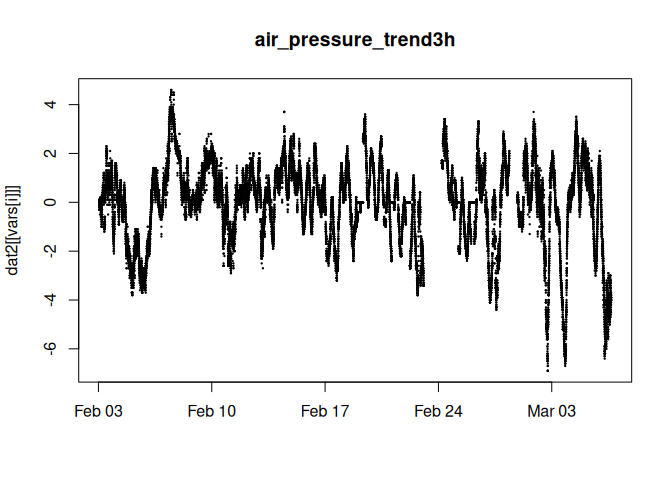 air_pressure_trend3h
dat2[[vars[i]]]
4
2
0
-2
-4
-6
Feb 03
Feb 10
Feb 17
Feb 24
Mar 03